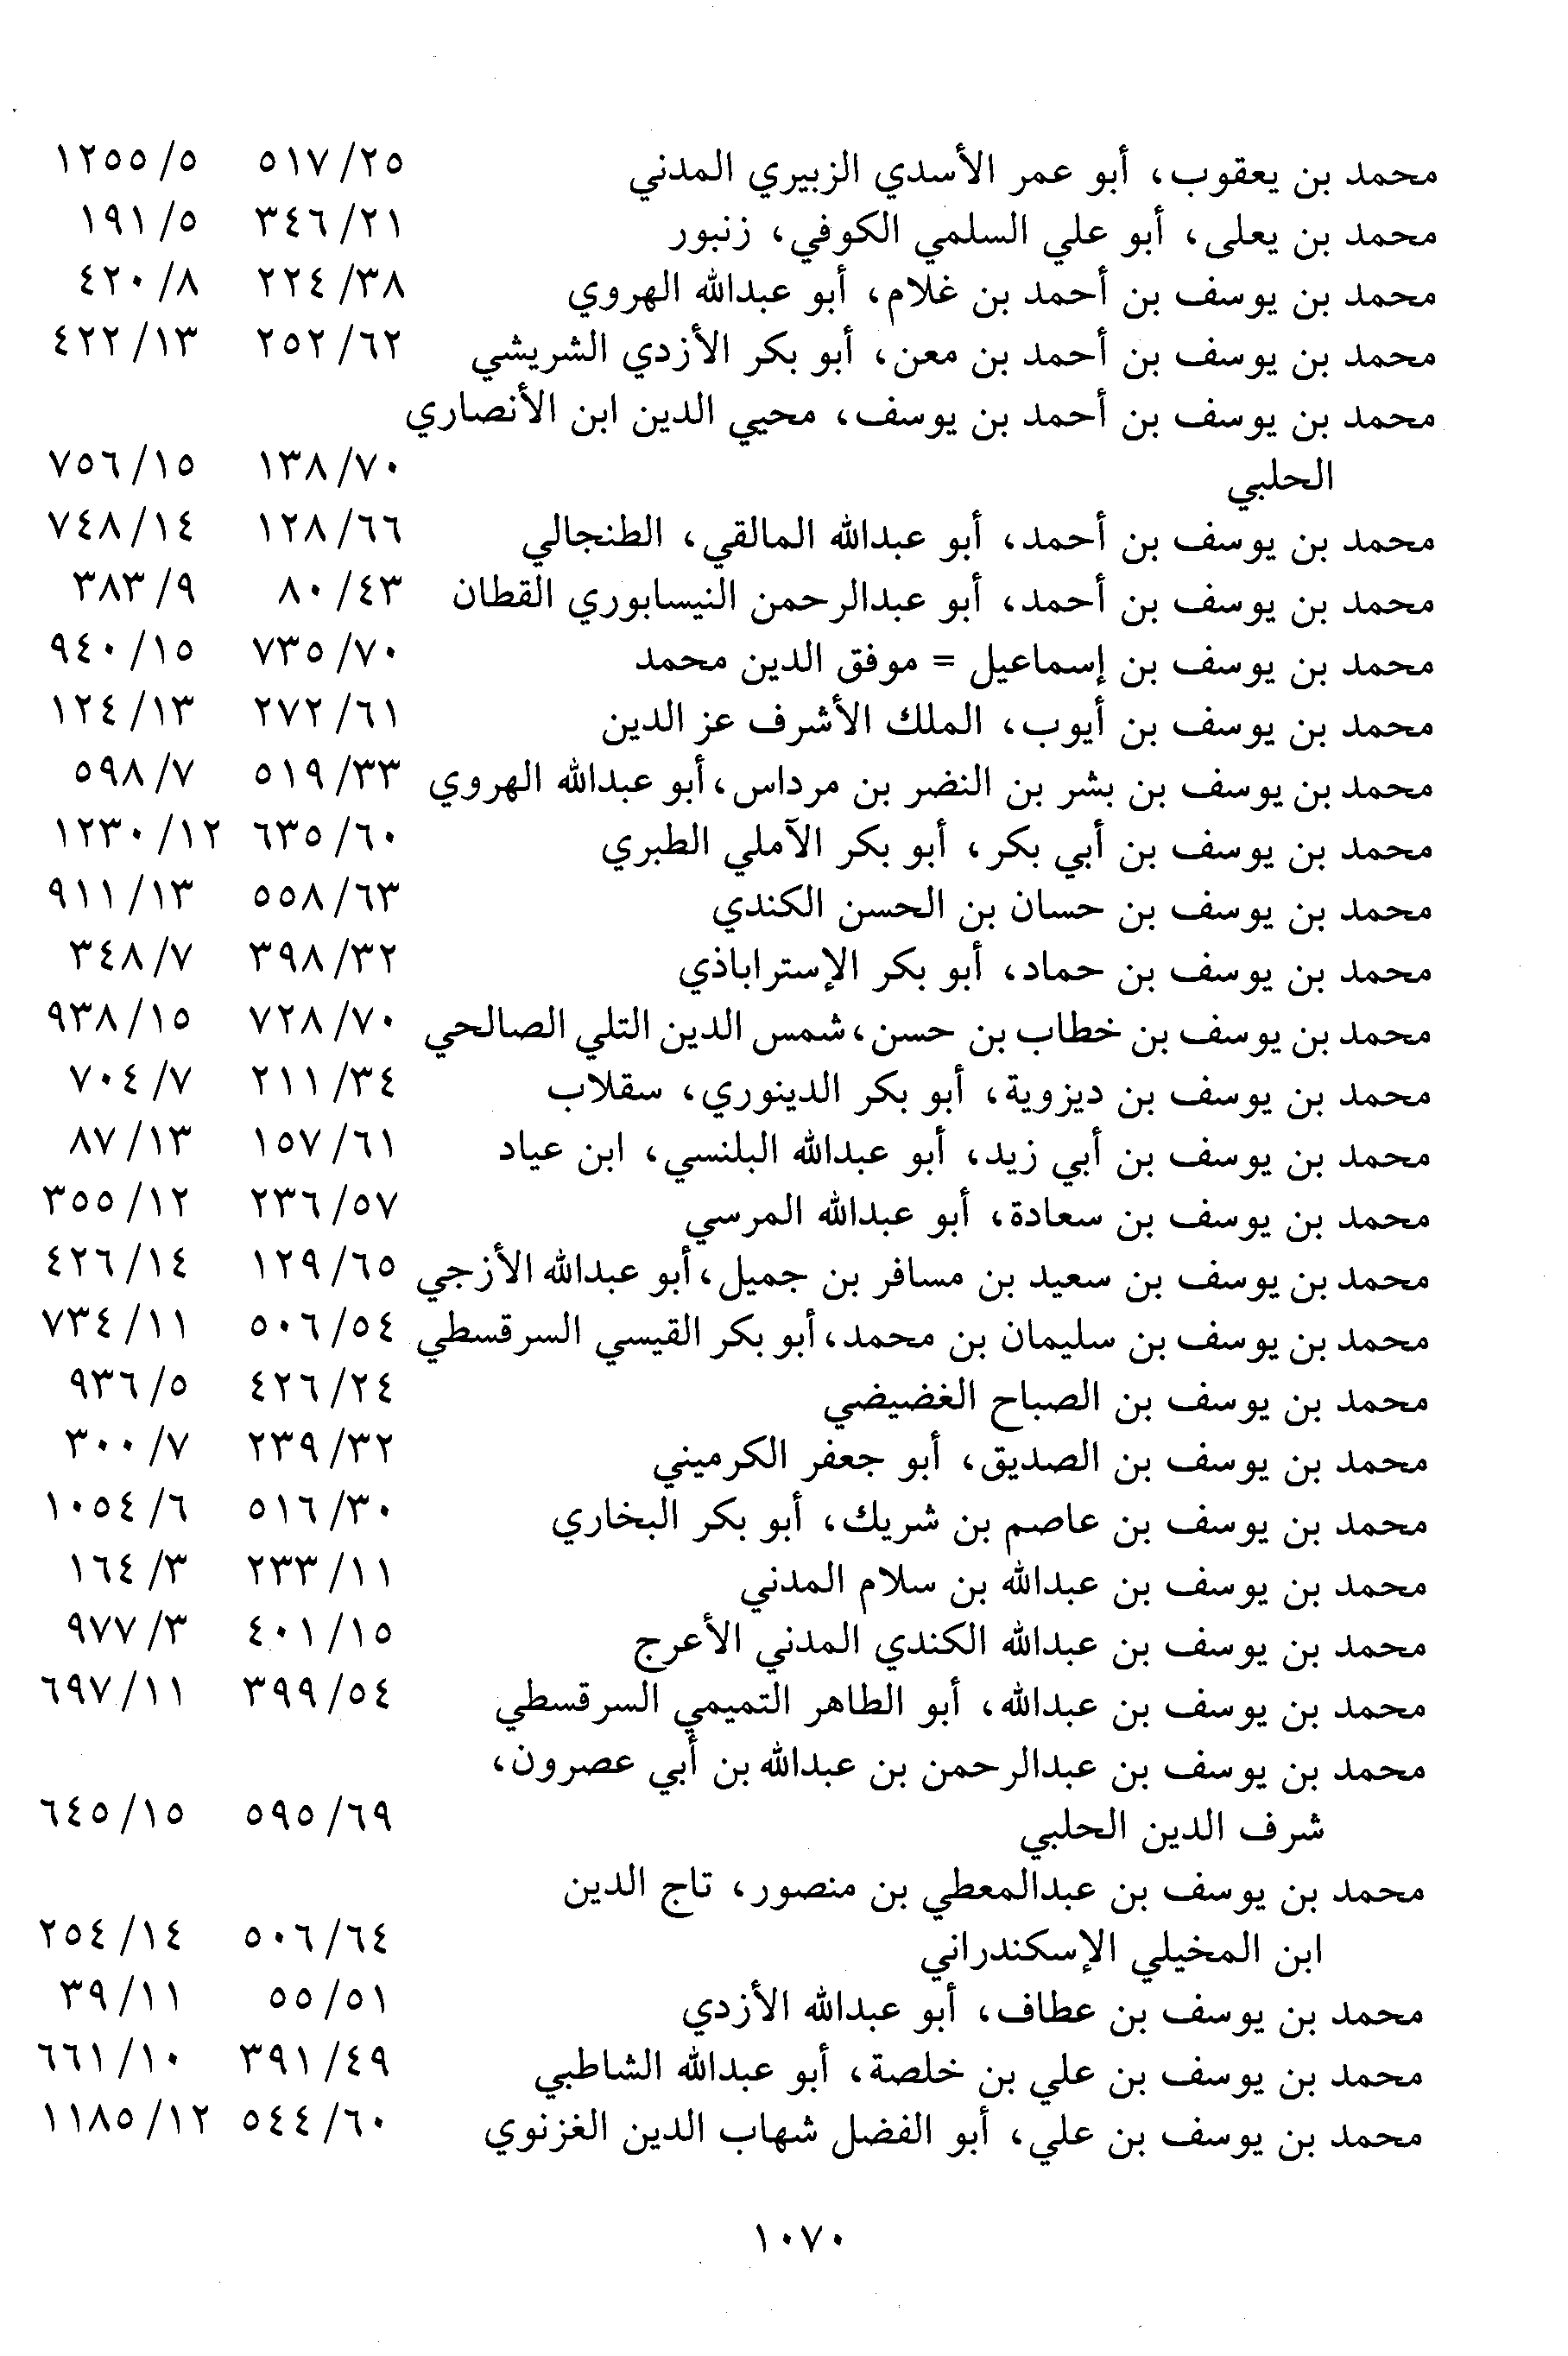 محمد بن يعقوب، أبو عمر الأسدي الزبيري المدني ٢٥/ ٥١٧ ٥/ ١٢٥٥
محمد بن يعلى، أبو علي السلمي الكوفي، زنبور ٢١/ ٣٤٦ ٥/ ١٩١
محمد بن يوسف بن أحمد بن غلام، أبو عبدالله الهروي ٣٨/ ٢٢٤ ٨/ ٤٢٠
محمد بن يوسف بن أحمد بن معن، أبو بكر الأزدي الشريشي ٦٢/ ٢٥٢ ١٣/ ٤٢٢
محمد بن يوسف بن أحمد بن يوسف، محيي الدين ابن الأنصاري
الحلبي ٧٠/ ١٣٨ ١٥/ ٧٥٦
محمد بن يوسف بن أحمد، أبو عبدالله المالقي، الطنجالي ٦٦/ ١٢٨ ١٤/ ٧٤٨
محمد بن يوسف بن أحمد، أبو عبدالرحمن النيسابوري القطان ٤٣/ ٨٠ ٩/ ٣٨٣
محمد بن يوسف بن إسماعيل = موفق الدين محمد ٧٠/ ٧٣٥ ١٥/ ٩٤٠
محمد بن يوسف بن أيوب، الملك الأشرف عز الدين ٦١/ ٢٧٢ ١٣/ ١٢٤
محمد بن يوسف بن بشر بن النضر بن مرداس، أبو عبدالله الهروي ٣٣/ ٥١٩ ٧/ ٥٩٨
محمد بن يوسف بن أبي بكر، أبو بكر الآملي الطبري ٦٠/ ٦٣٥ ١٢/ ١٢٣٠
محمد بن يوسف بن حسان بن الحسن الكندي ٦٣/ ٥٥٨ ١٣/ ٩١١
محمد بن يوسف بن حماد، أبو بكر الإستراباذي ٣٢/ ٣٩٨ ٧/ ٣٤٨
محمد بن يوسف بن خطاب بن حسن، شمس الدين التلي الصالحي ٧٠/ ٧٢٨ ١٥/ ٩٣٨
محمد بن يوسف بن ديزوية، أبو بكر الدينوري، سقلاب ٣٤/ ٢١١ ٧/ ٧٠٤
محمد بن يوسف بن أبي زيد، أبو عبدالله البلنسي، ابن عياد ٦١/ ١٥٧ ١٣/ ٨٧
محمد بن يوسف بن سعادة، أبو عبدالله المرسي ٥٧/ ٢٣٦ ١٢/ ٣٥٥
محمد بن يوسف بن سعيد بن مسافر بن جميل، أبو عبدالله الأزجي ٦٥/ ١٢٩ ١٤/ ٤٢٦
محمد بن يوسف بن سليمان بن محمد، أبو بكر القيسي السرقسطي ٥٤/ ٥٠٦ ١١/ ٧٣٤
محمد بن يوسف بن الصباح الغضيضي ٢٤/ ٤٢٦ ٥/ ٩٣٦
محمد بن يوسف بن الصديق، أبو جعفر الكرميني ٣٢/ ٢٣٩ ٧/ ٣٠٠
محمد بن يوسف بن عاصم بن شريك، أبو بكر البخاري ٣٠/ ٥١٦ ٦/ ١٠٥٤
محمد بن يوسف بن عبدالله بن سلام المدني ١١/ ٢٣٣ ٣/ ١٦٤
محمد بن يوسف بن عبدالله الكندي المدني الأعرج ١٥/ ٤٠١ ٣/ ٩٧٧
محمد بن يوسف بن عبدالله، أبو الطاهر التميمي السرقسطي ٥٤/ ٣٩٩ ١١/ ٦٩٧
محمد بن يوسف بن عبدالرحمن بن عبدالله بن أبي عصرون،
شرف الدين الحلبي ٦٩/ ٥٩٥ ١٥/ ٦٤٥
محمد بن يوسف بن عبدالمعطي بن منصور، تاج الدين
ابن المخيلي الإسكندراني ٦٤/ ٥٠٦ ١٤/ ٢٥٤
محمد بن يوسف بن عطاف، أبو عبدالله الأزدي ٥١/ ٥٥ ١١/ ٣٩
محمد بن يوسف بن علي بن خلصة، أبو عبدالله الشاطبي ٤٩/ ٣٩١ ١٠/ ٦٦١
محمد بن يوسف بن علي، أبو الفضل شهاب الدين الغزنوي ٦٠/ ٥٤٤ ١٢/ ١١٨٥
١٠٧٠